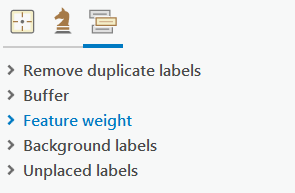 Remove duplicate labels
Buffer
Feature weight
Background labels
Unplaced labels